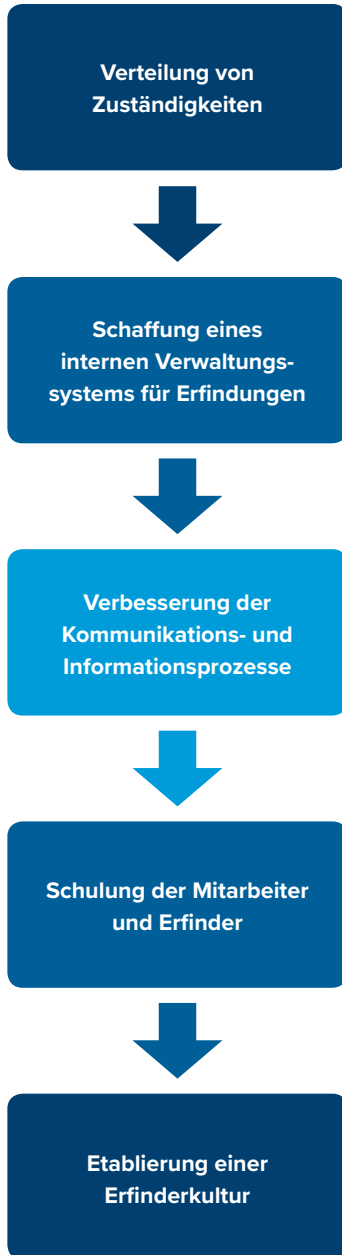 Verteilung von
Zuständigkeiten
Schaffung eines
internen Verwaltungs-
systems für Erfindungen
Verbesserung der
Kommunikations- und
Informationsprozesse
Schulung der Mitarbeiter
und Erfinder
Etablierung einer
Erfinderkultur